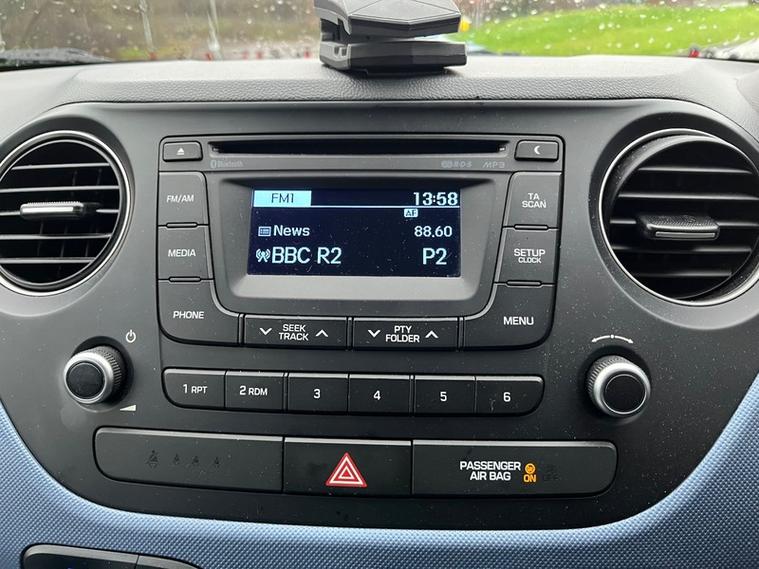 Bluetooth
R·D·S MP3
FM/AM
FM1 13:58
TA
SCAN
AF
News 88.60
MEDIA
SETUP
CLOCK
BBC R2 P2
PHONE
SEEK
TRACK
PTY
FOLDER
MENU
1 RPT 2 RDM 3 4 5 6
PASSENGER
AIR BAG ON OFF